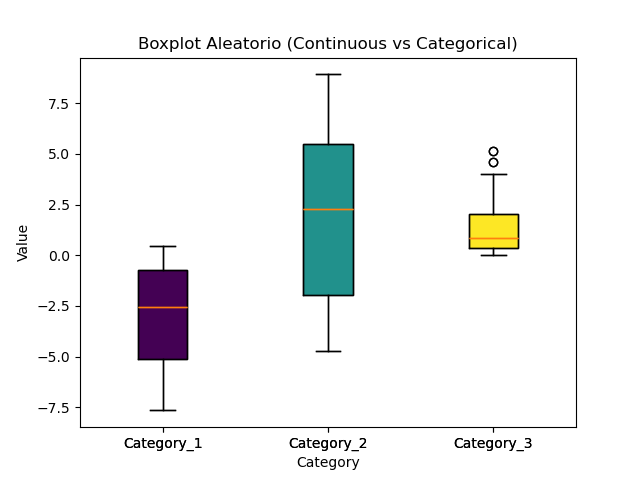 Boxplot Aleatorio (Continuous vs Categorical)
7.5
5.0
2.5
0.0
−2.5
−5.0
−7.5
Value
Category_1 Category_2 Category_3
Category